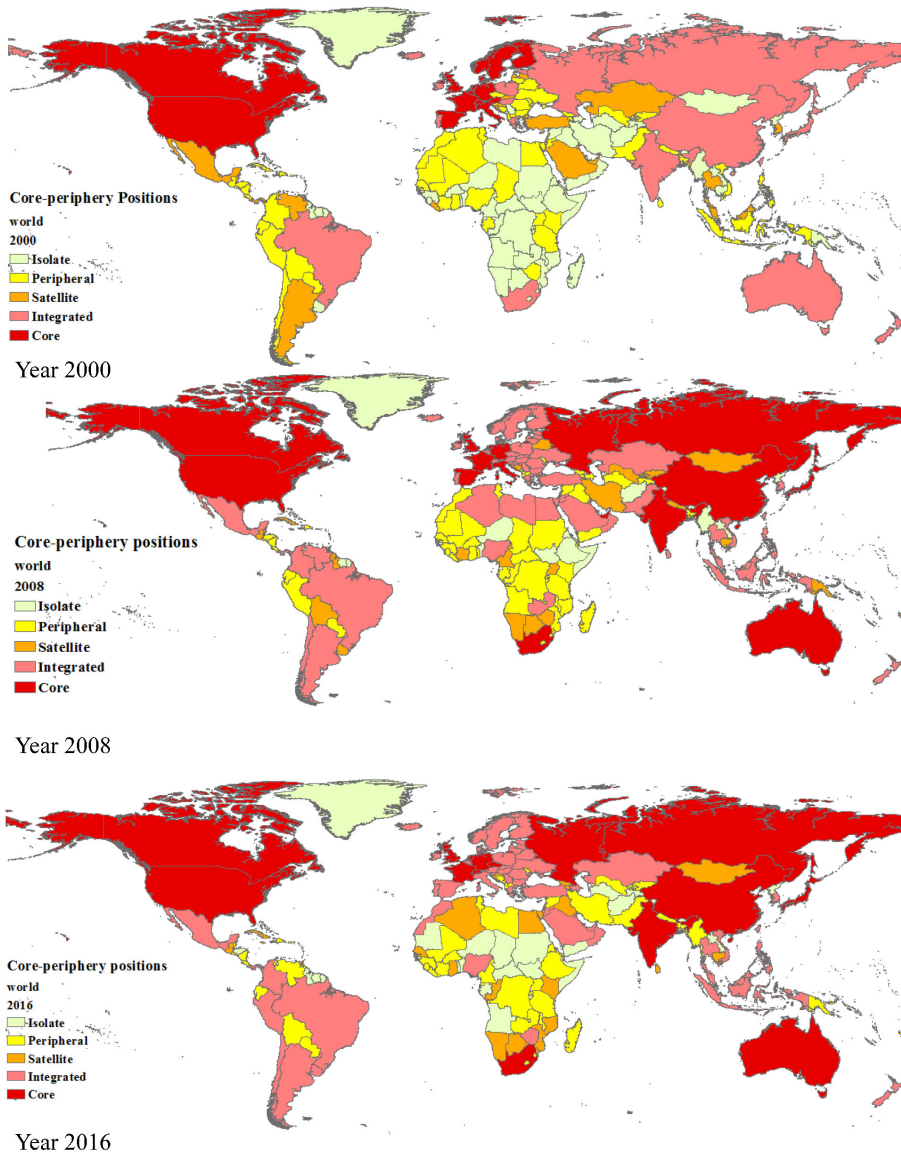 Core-periphery Positions
world
2000
Isolate
Peripheral
Satellite
Integrated
Core
Year 2000
Core-periphery positions
world
2008
Isolate
Peripheral
Satellite
Integrated
Core
Year 2008
Core-periphery positions
world
2016
Isolate
Peripheral
Satellite
Integrated
Core
Year 2016